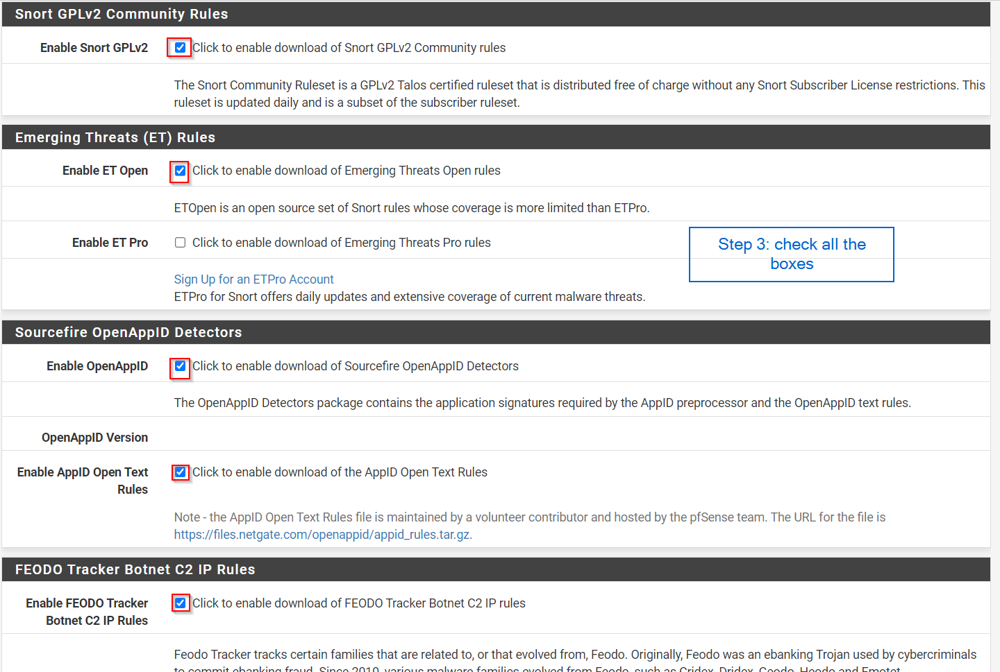 Snort GPLv2 Community Rules
Enable Snort GPLv2 Click to enable download of Snort GPLv2 Community rules
The Snort Community Ruleset is a GPLv2 Talos certified ruleset that is distributed free of charge without any Snort Subscriber License restrictions. This
ruleset is updated daily and is a subset of the subscriber ruleset.
Emerging Threats (ET) Rules
Enable ET Open Click to enable download of Emerging Threats Open rules
ETOpen is an open source set of Snort rules whose coverage is more limited than ETPro.
Enable ET Pro Click to enable download of Emerging Threats Pro rules
Step 3: check all the
boxes
Sign Up for an ETPro Account
ETPro for Snort offers daily updates and extensive coverage of current malware threats.
Sourcefire OpenAppID Detectors
Enable OpenAppID Click to enable download of Sourcefire OpenAppID Detectors
The OpenAppID Detectors package contains the application signatures required by the AppID preprocessor and the OpenAppID text rules.
OpenAppID Version
Enable AppID Open Text Click to enable download of the AppID Open Text Rules
Rules
Note - the AppID Open Text Rules file is maintained by a volunteer contributor and hosted by the pfSense team. The URL for the file is
https://files.netgate.com/openappid/appid_rules.tar.gz.
FEODO Tracker Botnet C2 IP Rules
Enable FEODO Tracker Click to enable download of FEODO Tracker Botnet C2 IP rules
Botnet C2 IP Rules
Feodo Tracker tracks certain families that are related to, or that evolved from, Feodo. Originally, Feodo was an ebanking Trojan used by cybercriminals
to commit ebanking fraud. Since 2010, various malware families evolved from Feodo, such as Cridex, Dridex, Geodo, Heodo and Emotet.